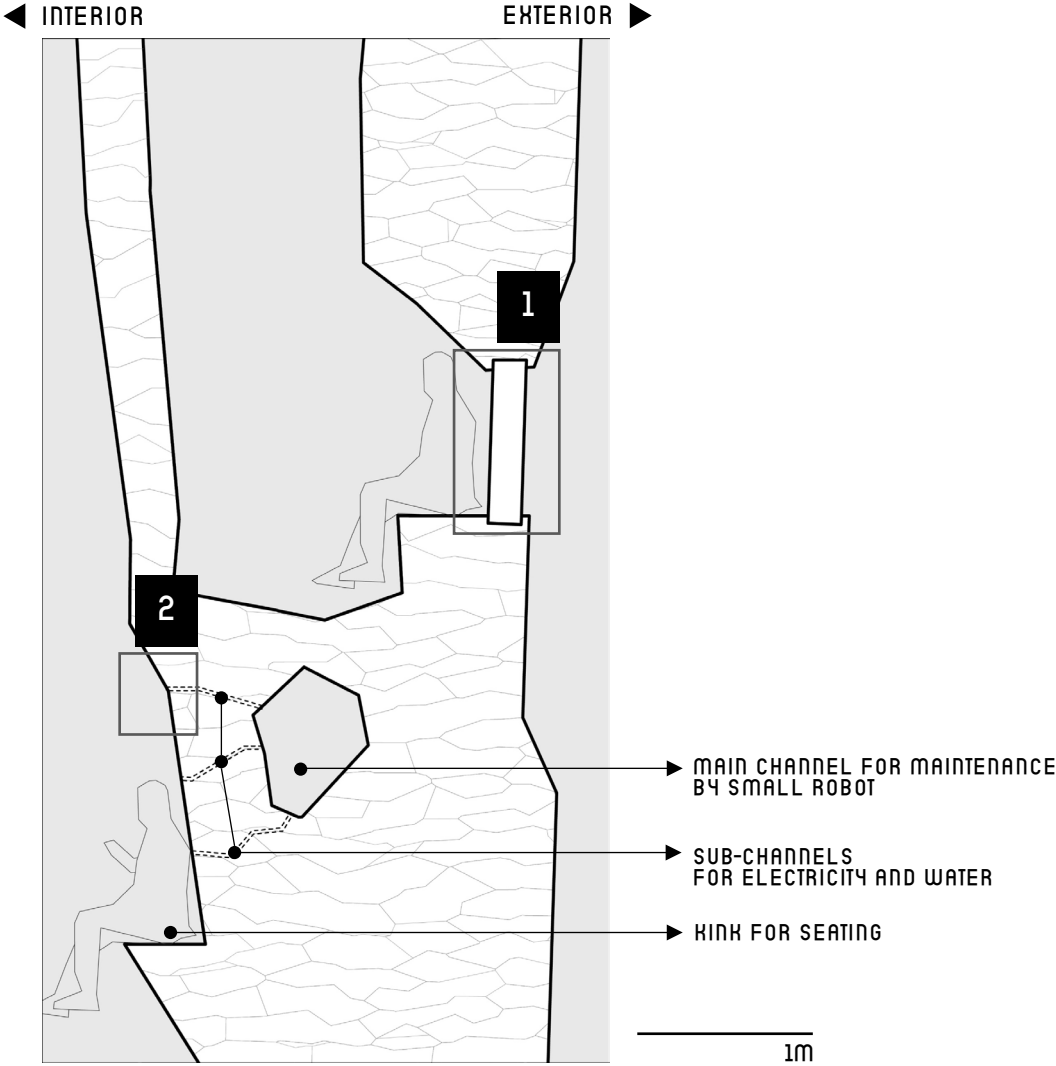 INTERIOR
EXTERIOR
1
2
MAIN CHANNEL FOR MAINTENANCE
BY SMALL ROBOT
SUB-CHANNELS
FOR ELECTRICITY AND WATER
KINK FOR SEATING
1M